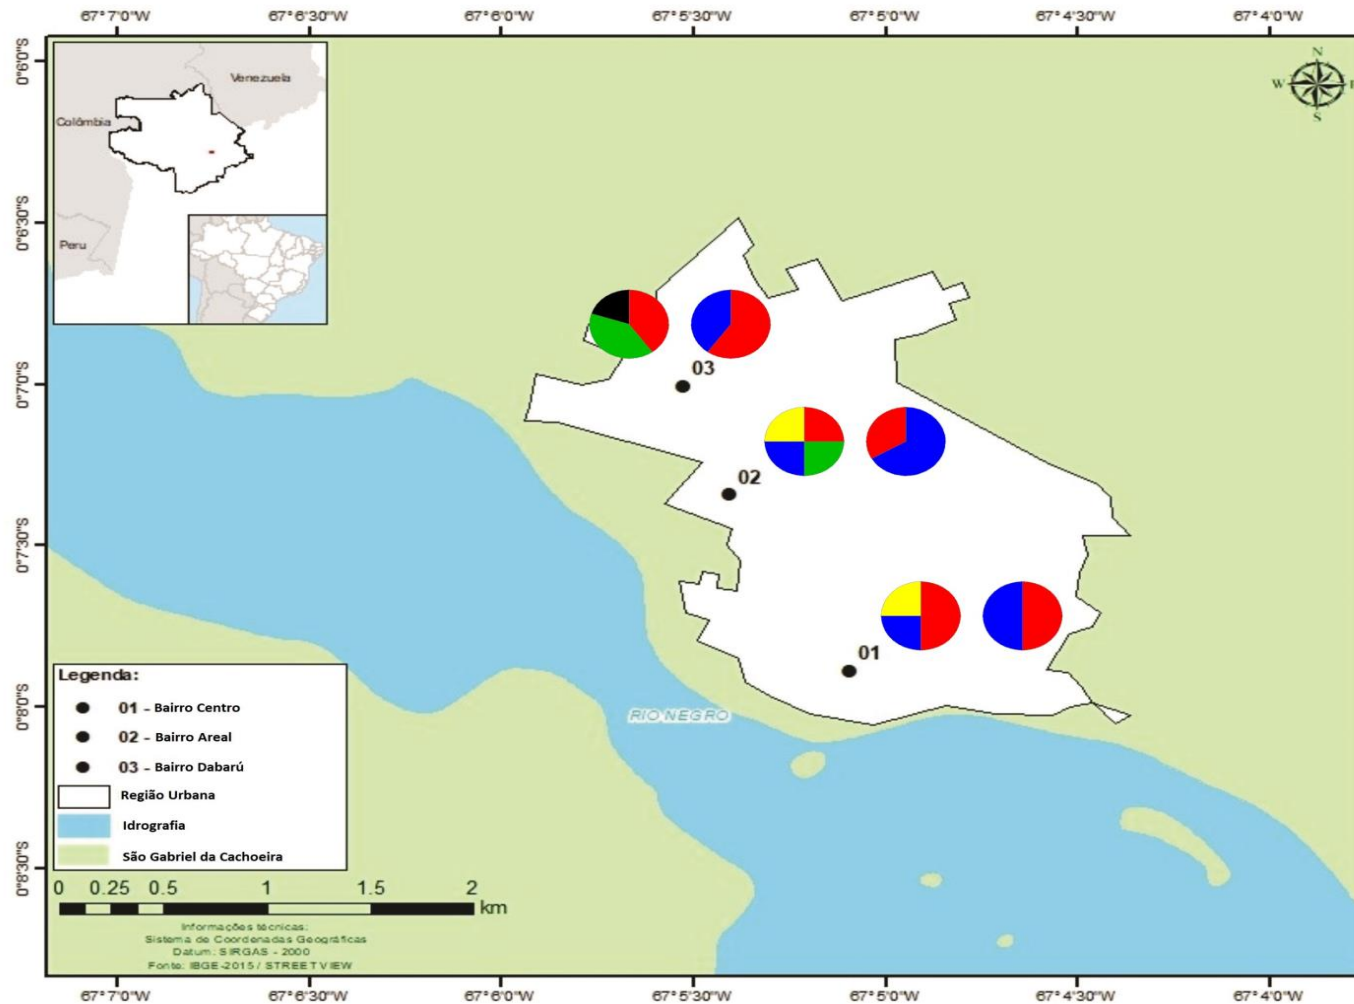 67°7'0"W 67°6'30"W 67°6'0"W 67°5'30"W 67°5'0"W 67°4'30"W 67°4'0"W
0°6'0"S
0°6'30"S
0°7'0"S
0°7'30"S
0°8'0"S
0°8'30"S
Venezuela
Colômbia
Peru
N
W E
S
03
02
01
RIO NEGRO
Legenda:
01 - Bairro Centro
02 - Bairro Areal
03 - Bairro Dabarú
Região Urbana
Idrografia
São Gabriel da Cachoeira
0 0.25 0.5 1 1.5 2
km
Informações técnicas:
Sistema de Coordenadas Geográficas
Datum: SIRGAS - 2000
Fonte: IBGE-2015 / STREETVIEW
67°7'0"W 67°6'30"W 67°6'0"W 67°5'30"W 67°5'0"W 67°4'30"W 67°4'0"W